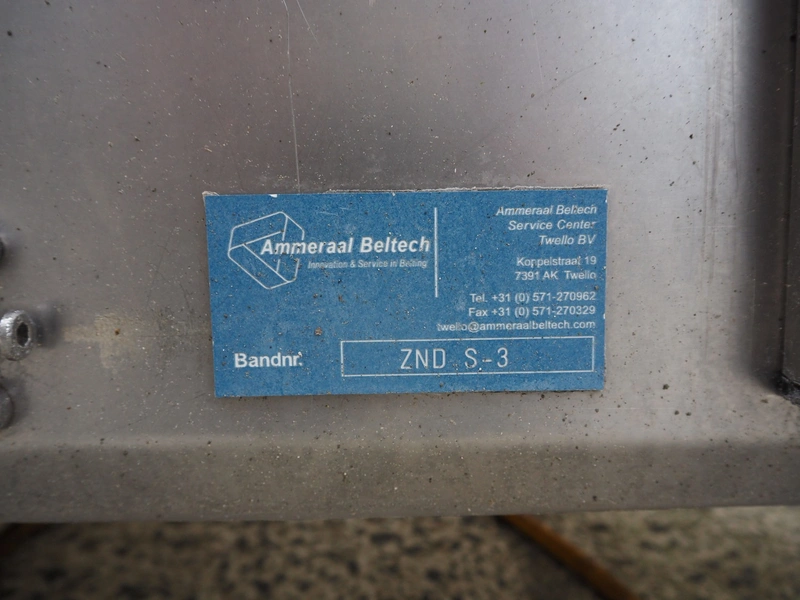 Ammeraal Beltech
Innovation & Service in Belting
Ammeraal Beltech
Service Center
Twello BV
Koppelstraat 19
7391 AK Twello
Tel. +31 (0) 571-270962
Fax +31 (0) 571-270329
twello@ammeraalbeltech.com
Bandnr. ZND S-3